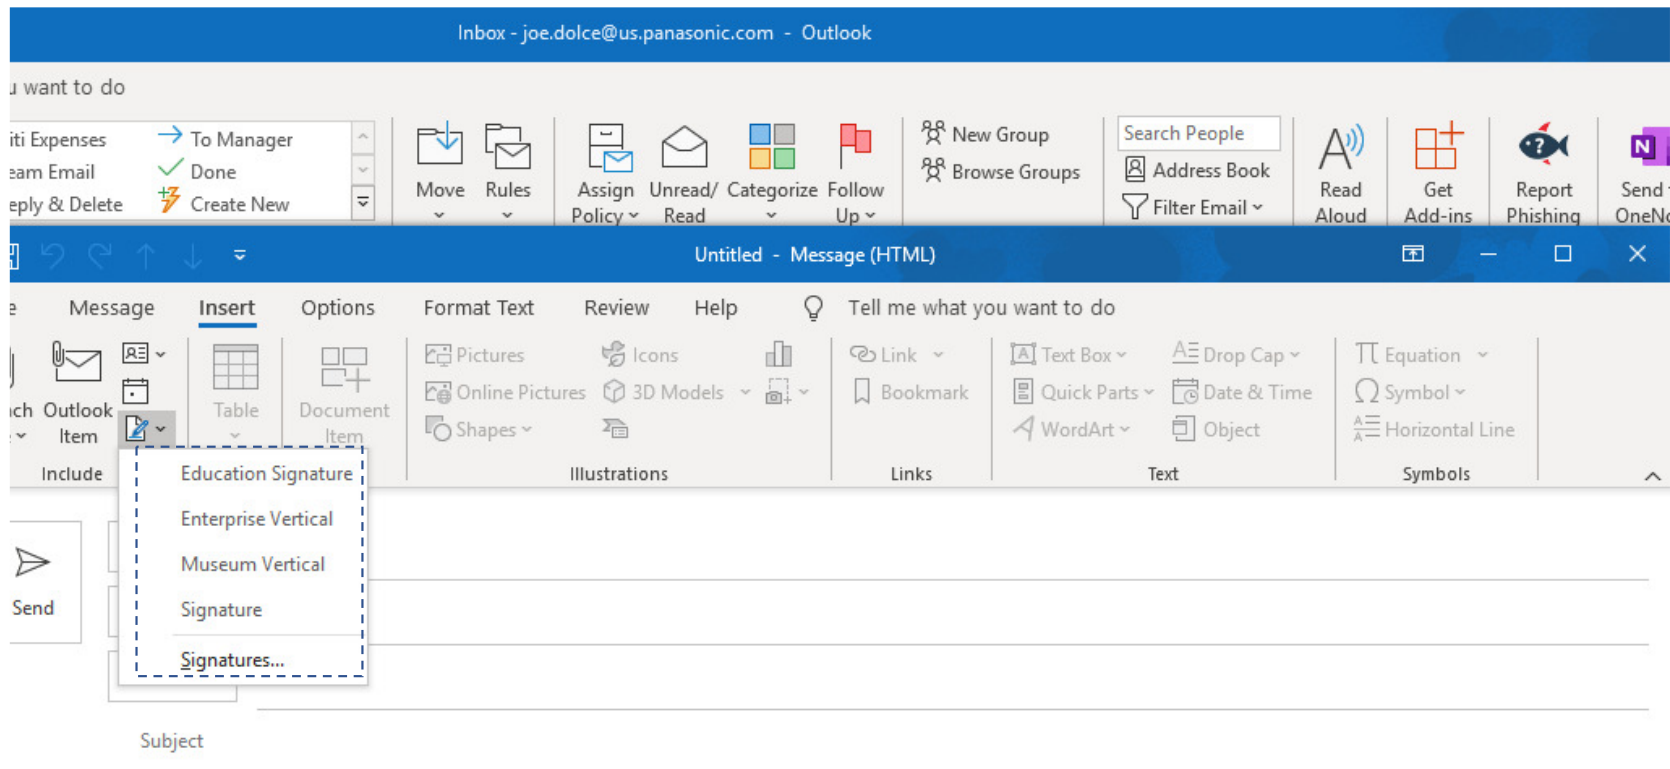 Inbox - joe.dolce@us.panasonic.com - Outlook
u want to do
iti Expenses
To Manager
eam Email
Done
eply & Delete
Create New
Move
Rules
Assign
Policy
Unread/
Read
Categorize
Follow
Up
New Group
Browse Groups
Search People
Address Book
Filter Email
Read
Aloud
Get
Add-ins
Report
Phishing
Send
OneNo
Untitled - Message (HTML)
e
Message
Insert
Options
Format Text
Review
Help
Tell me what you want to do
ch
e
Outlook
Item
Include
Table
Document
Item
Pictures
Online Pictures
Shapes
Icons
3D Models
Illustrations
Link
Bookmark
Links
Text Box
Quick Parts
WordArt
Drop Cap
Date & Time
Object
Text
Equation
Symbol
Horizontal Line
Symbols
Education Signature
Enterprise Vertical
Museum Vertical
Signature
Signatures...
Send
Subject